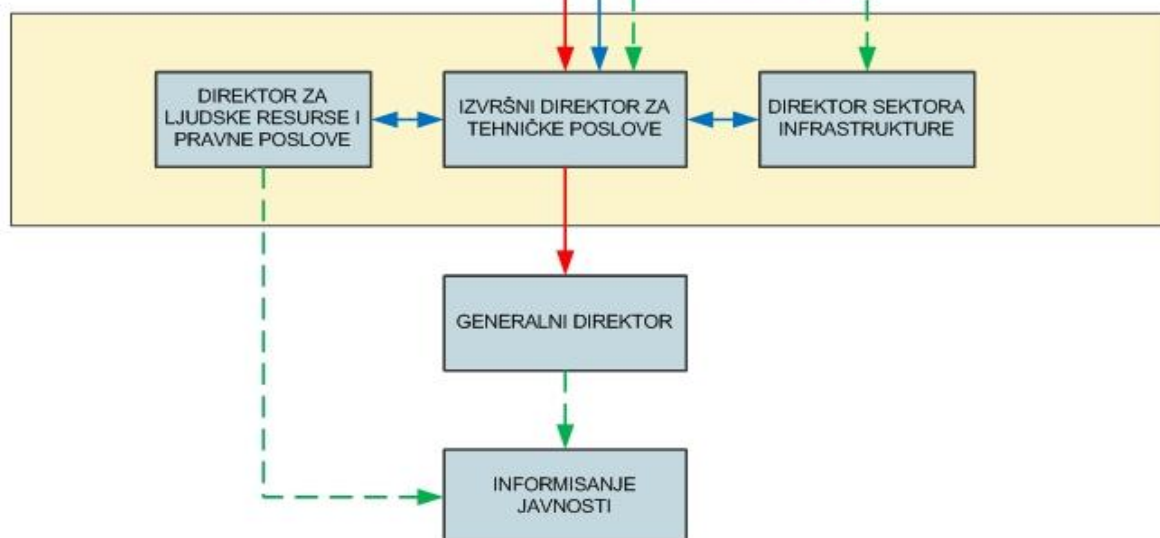 DIREKTOR ZA
LJUDSKE RESURSE I
PRAVNE POSLOVE
IZVRŠNI DIREKTOR ZA
TEHNIČKE POSLOVE
DIREKTOR SEKTORA
INFRASTRUKTURE
GENERALNI DIREKTOR
INFORMISANJE
JAVNOSTI